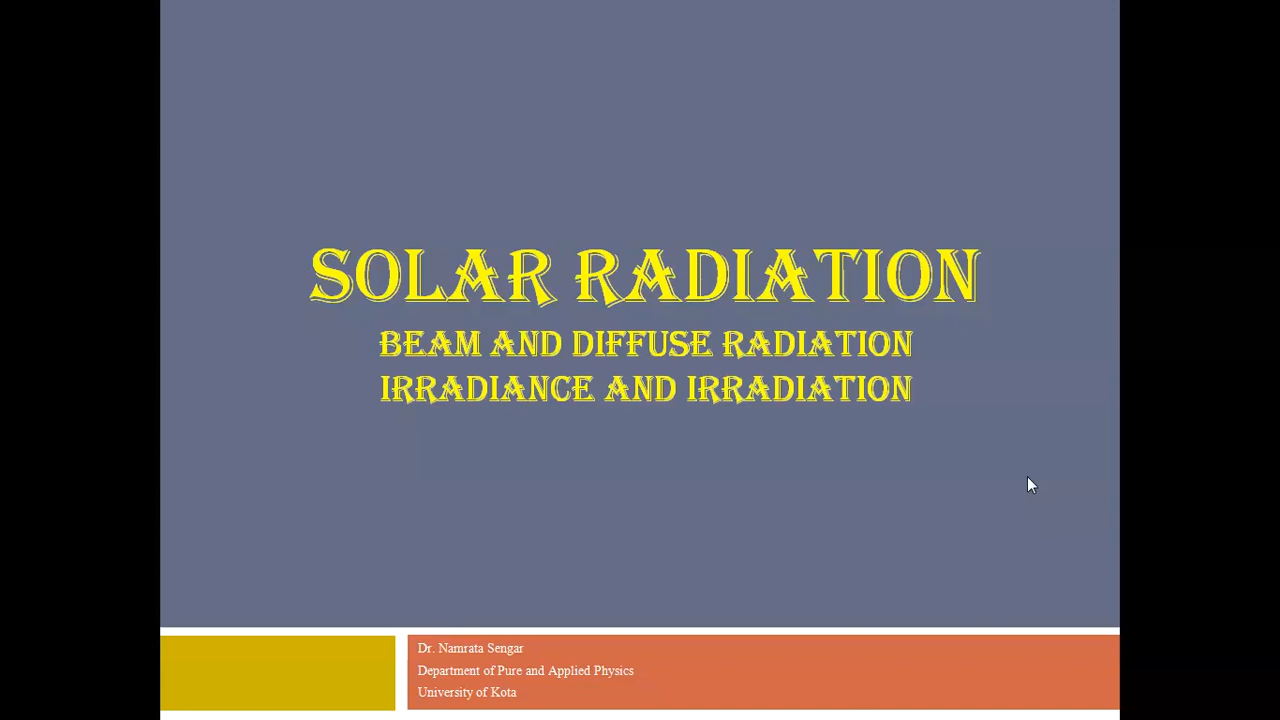 SOLAR RADIATION
BEAM AND DIFFUSE RADIATION
IRRADIANCE AND IRRADIATION
Dr. Namrata Sengar
Department of Pure and Applied Physics
University of Kota